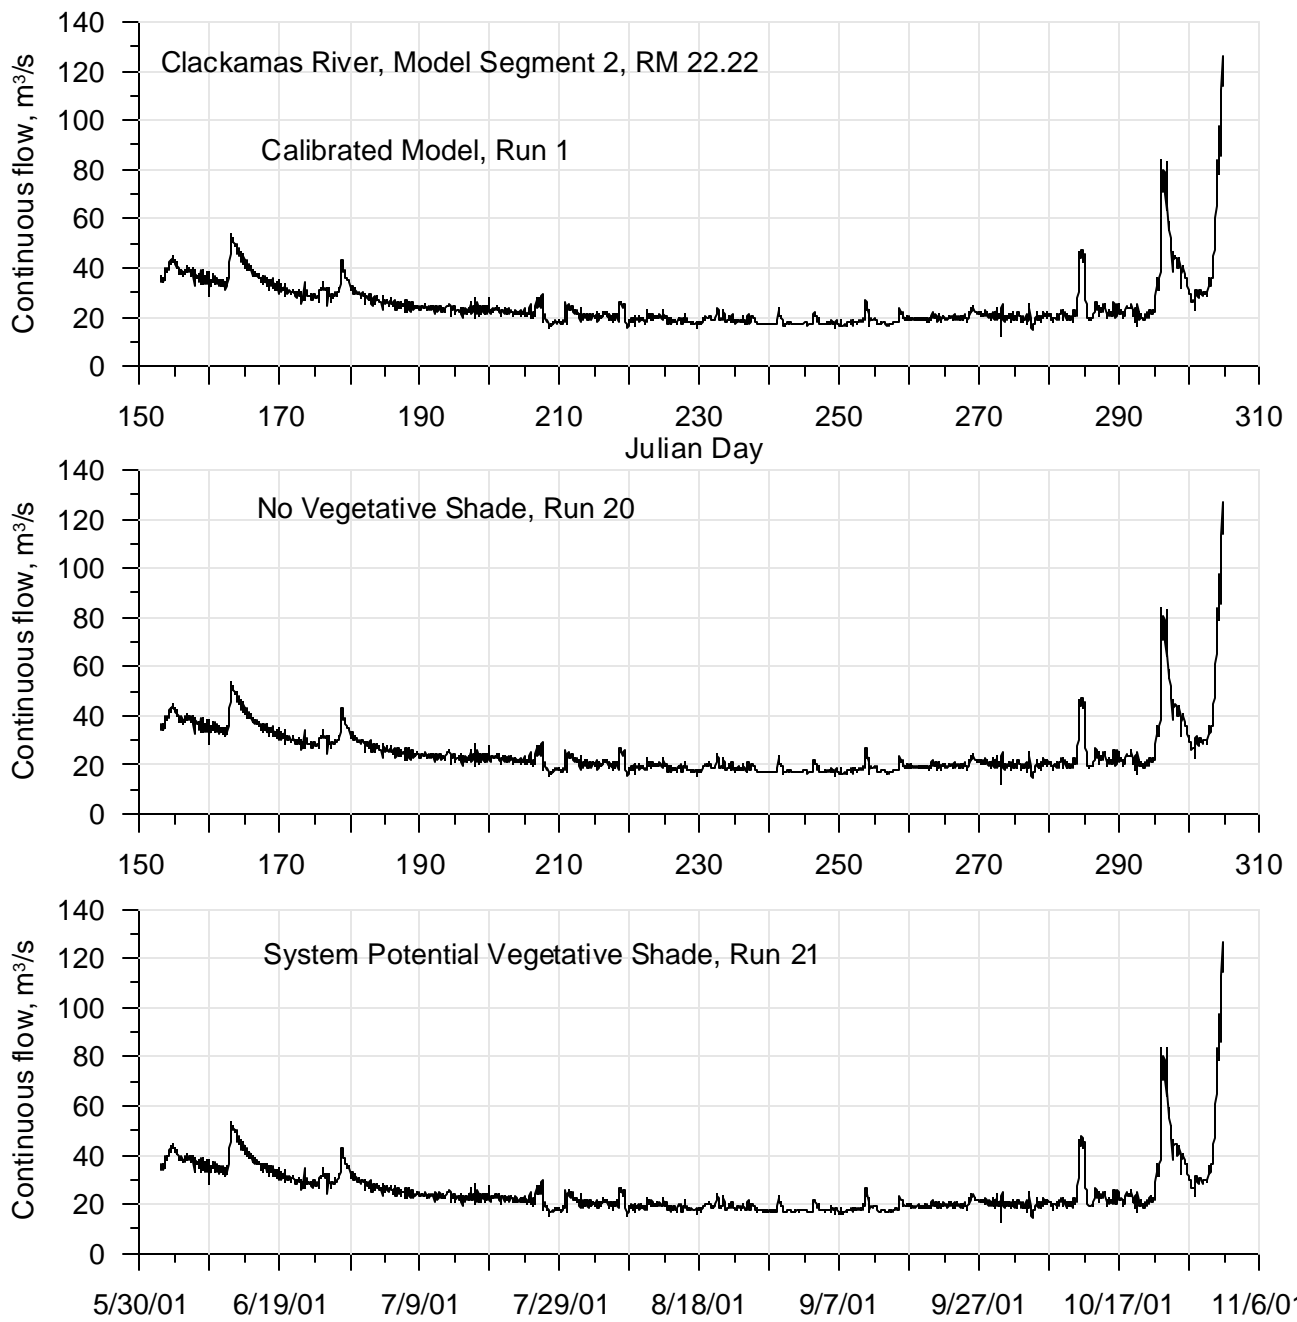 140
120
100
80
60
40
20
0
Continuous flow, m³/s
Clackamas River, Model Segment 2, RM 22.22
Calibrated Model, Run 1
150 170 190 210 230 250 270 290 310
Julian Day
140
120
100
80
60
40
20
0
Continuous flow, m³/s
No Vegetative Shade, Run 20
150 170 190 210 230 250 270 290 310
140
120
100
80
60
40
20
0
Continuous flow, m³/s
System Potential Vegetative Shade, Run 21
5/30/01 6/19/01 7/9/01 7/29/01 8/18/01 9/7/01 9/27/01 10/17/01 11/6/01